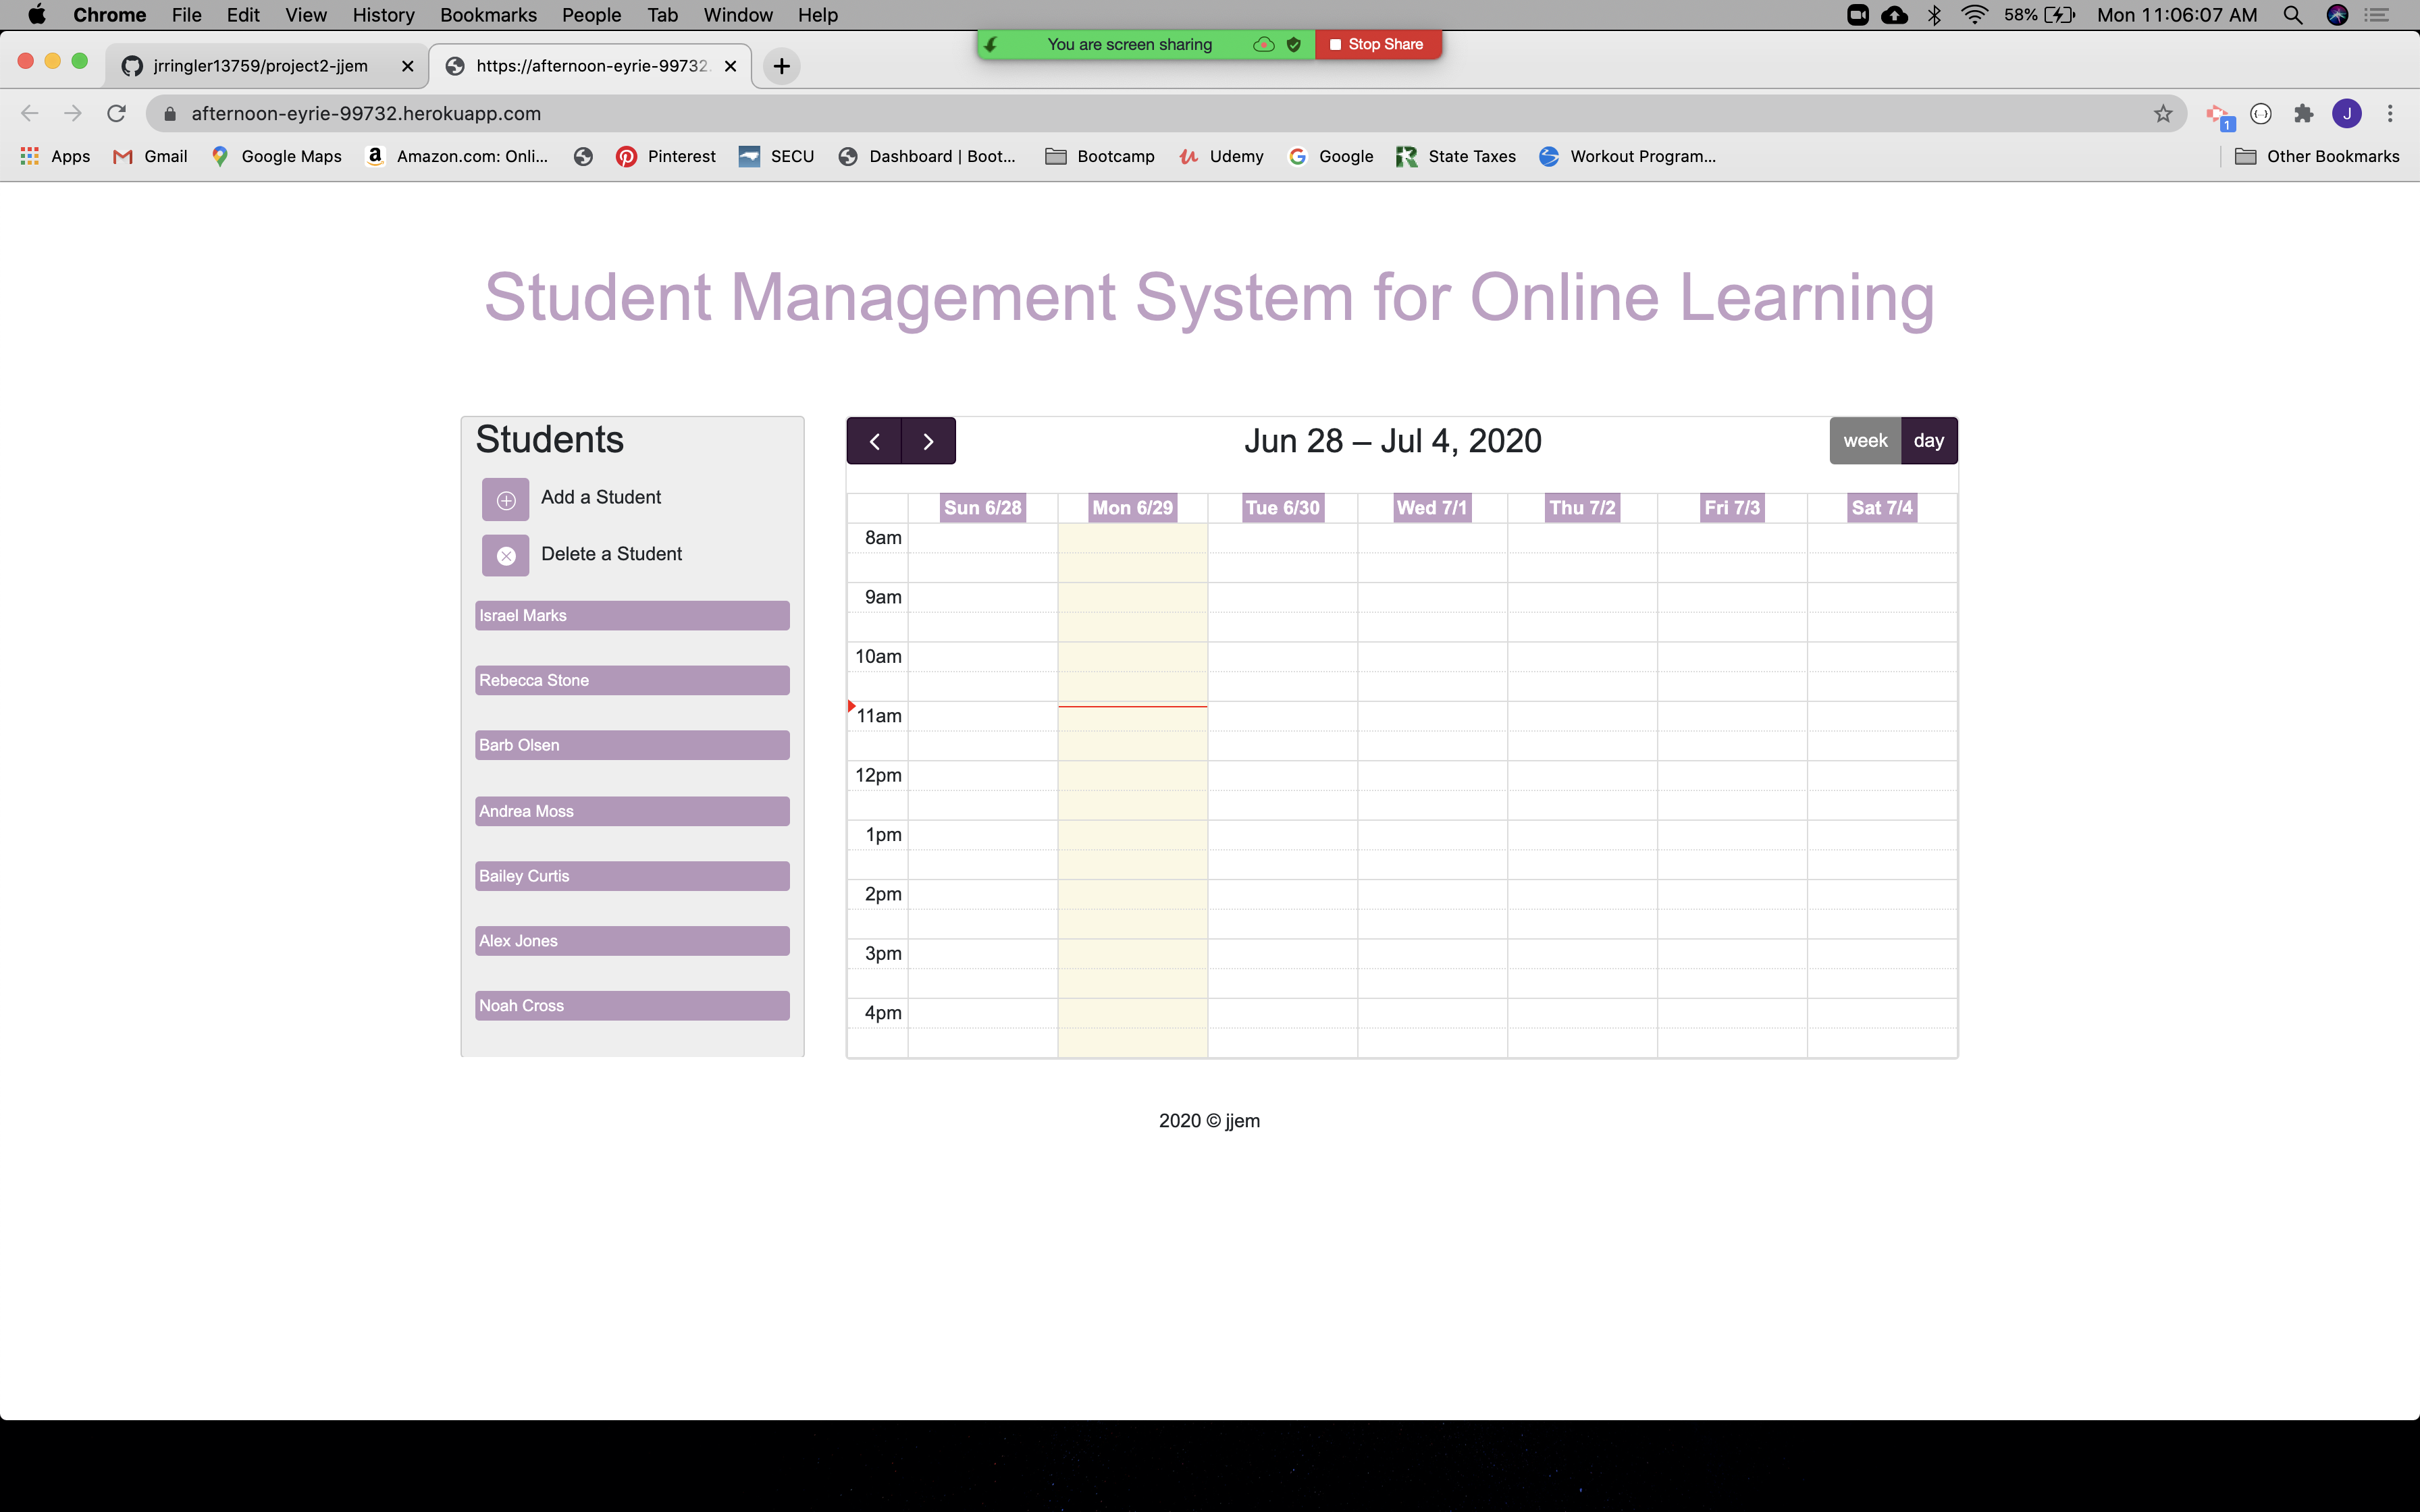 Chrome File Edit View History Bookmarks People Tab Window Help 58% Mon 11:06:07 AM
You are screen sharing Stop Share
jrringler13759/project2-jjem https://afternoon-eyrie-99732.
afternoon-eyrie-99732.herokuapp.com 1 J
Apps Gmail Google Maps Amazon.com: Onli... Pinterest SECU Dashboard | Boot... Bootcamp Udemy Google State Taxes Workout Program... Other Bookmarks
Student Management System for Online Learning
Students
Add a Student
Delete a Student
Israel Marks
Rebecca Stone
Barb Olsen
Andrea Moss
Bailey Curtis
Alex Jones
Noah Cross
Jun 28 – Jul 4, 2020 week day
Sun 6/28 Mon 6/29 Tue 6/30 Wed 7/1 Thu 7/2 Fri 7/3 Sat 7/4
8am
9am
10am
11am
12pm
1pm
2pm
3pm
4pm
2020 © jjem